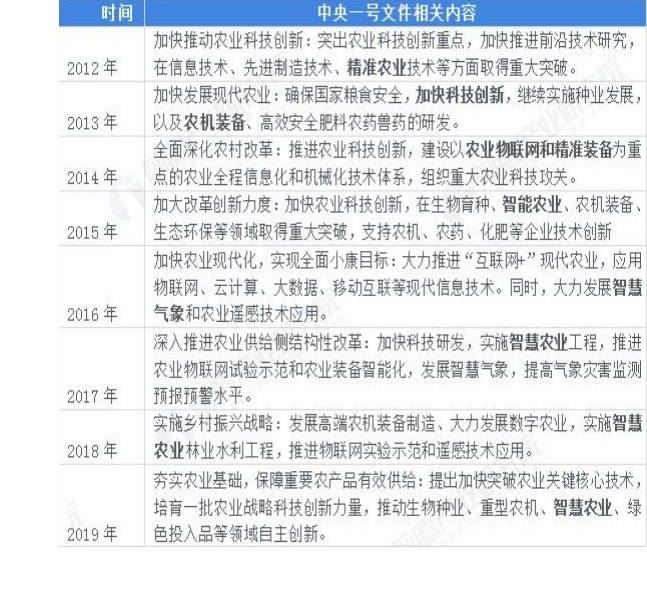 时间 中央一号文件相关内容
加快推动农业科技创新：突出农业科技创新重点，加快推进前沿技术研究，
2012 年 在信息技术、先进制造技术、精准农业技术等方面取得重大突破。
加快发展现代农业：确保国家粮食安全，加快科技创新，继续实施种业发展，
2013 年 以及农机装备、高效安全肥料农药兽药的研发。
全面深化农村改革：推进农业科技创新，建设以农业物联网和精准装备为重
2014 年 点的农业全程信息化和机械化技术体系，组织重大农业科技攻关。
加大改革创新力度：加快农业科技创新，在生物育种、智能农业、农机装备、
2015 年 生态环保等领域取得重大突破，支持农机、农药、化肥等企业技术创新
加快农业现代化，实现全面小康目标：大力推进“互联网+”现代农业，应用
物联网、云计算、大数据、移动互联等现代信息技术。同时，大力发展智慧
2016 年 气象和农业遥感技术应用。
深入推进农业供给侧结构性改革：加快科技研发，实施智慧农业工程，推进
农业物联网试验示范和农业装备智能化，发展智慧气象，提高气象灾害监测
2017 年 预报预警水平。
实施乡村振兴战略：发展高端农机装备制造、大力发展数字农业，实施智慧
2018 年 农业林业水利工程，推进物联网实验示范和遥感技术应用。
夯实农业基础，保障重要农产品有效供给：提出加快突破农业关键核心技术，
培育一批农业战略科技创新力量，推动生物种业、重型农机、智慧农业、绿
2019 年 色投入品等领域自主创新。